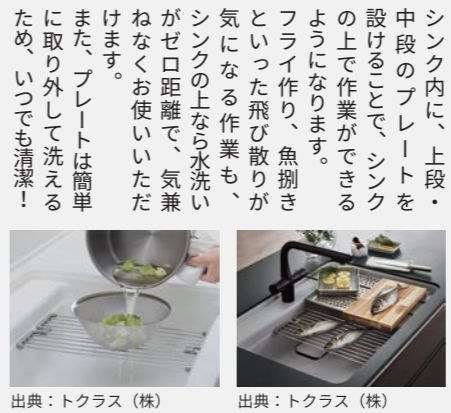 シンク内に、上段・
中段のプレートを
設けることで、シンク
の上で作業ができる
ようになります。
フライ作り、魚捌き
といった飛び散りが
気になる作業も、
シンクの上なら水洗い
がゼロ距離で、気兼
ねなくお使いいただ
けます。
また、プレートは簡単
に取り外して洗える
ため、いつでも清潔！
出典：トクラス（株）
出典：トクラス（株）